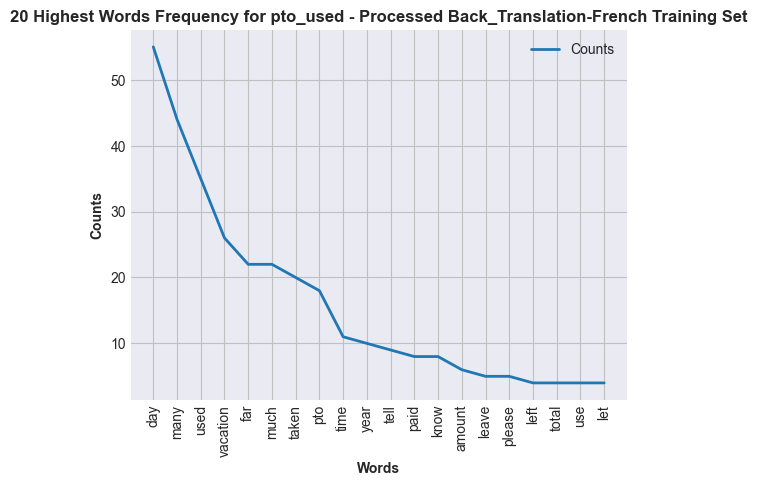 20 Highest Words Frequency for pto_used - Processed Back_Translation-French Training Set
Counts
50
40
30
20
10
Counts
day
many
used
vacation
far
much
taken
pto
time
year
tell
paid
know
amount
leave
please
left
total
use
let
Words